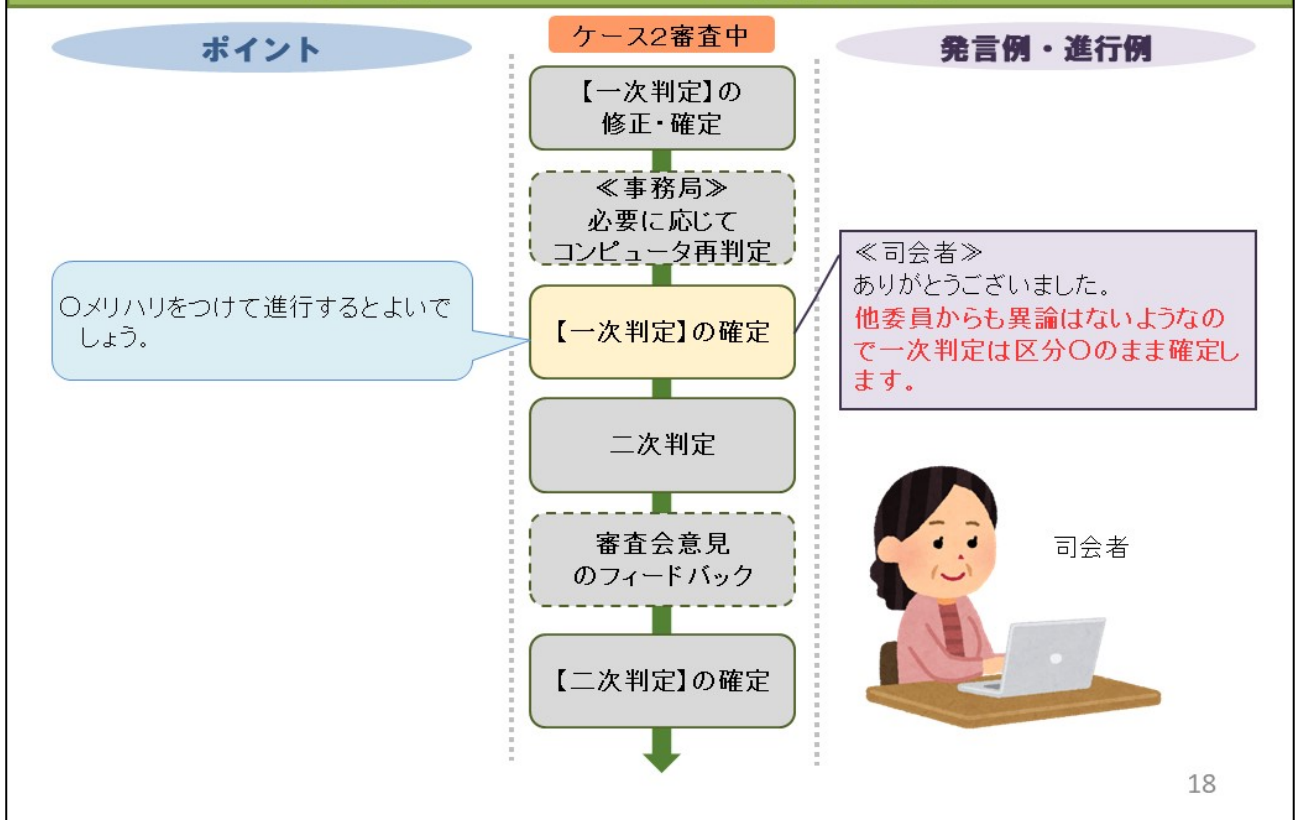 ポイント
ケース2審査中
発言例・進行例
【一次判定】の
修正・確定
≪事務局≫
必要に応じて
コンピュータ再判定
〇メリハリをつけて進行するとよいで
しょう。
【一次判定】の確定
≪司会者≫
ありがとうございました。
他委員からも異論はないようなの
で一次判定は区分〇のまま確定し
ます。
二次判定
審査会意見
のフィードバック
司会者
【二次判定】の確定
18